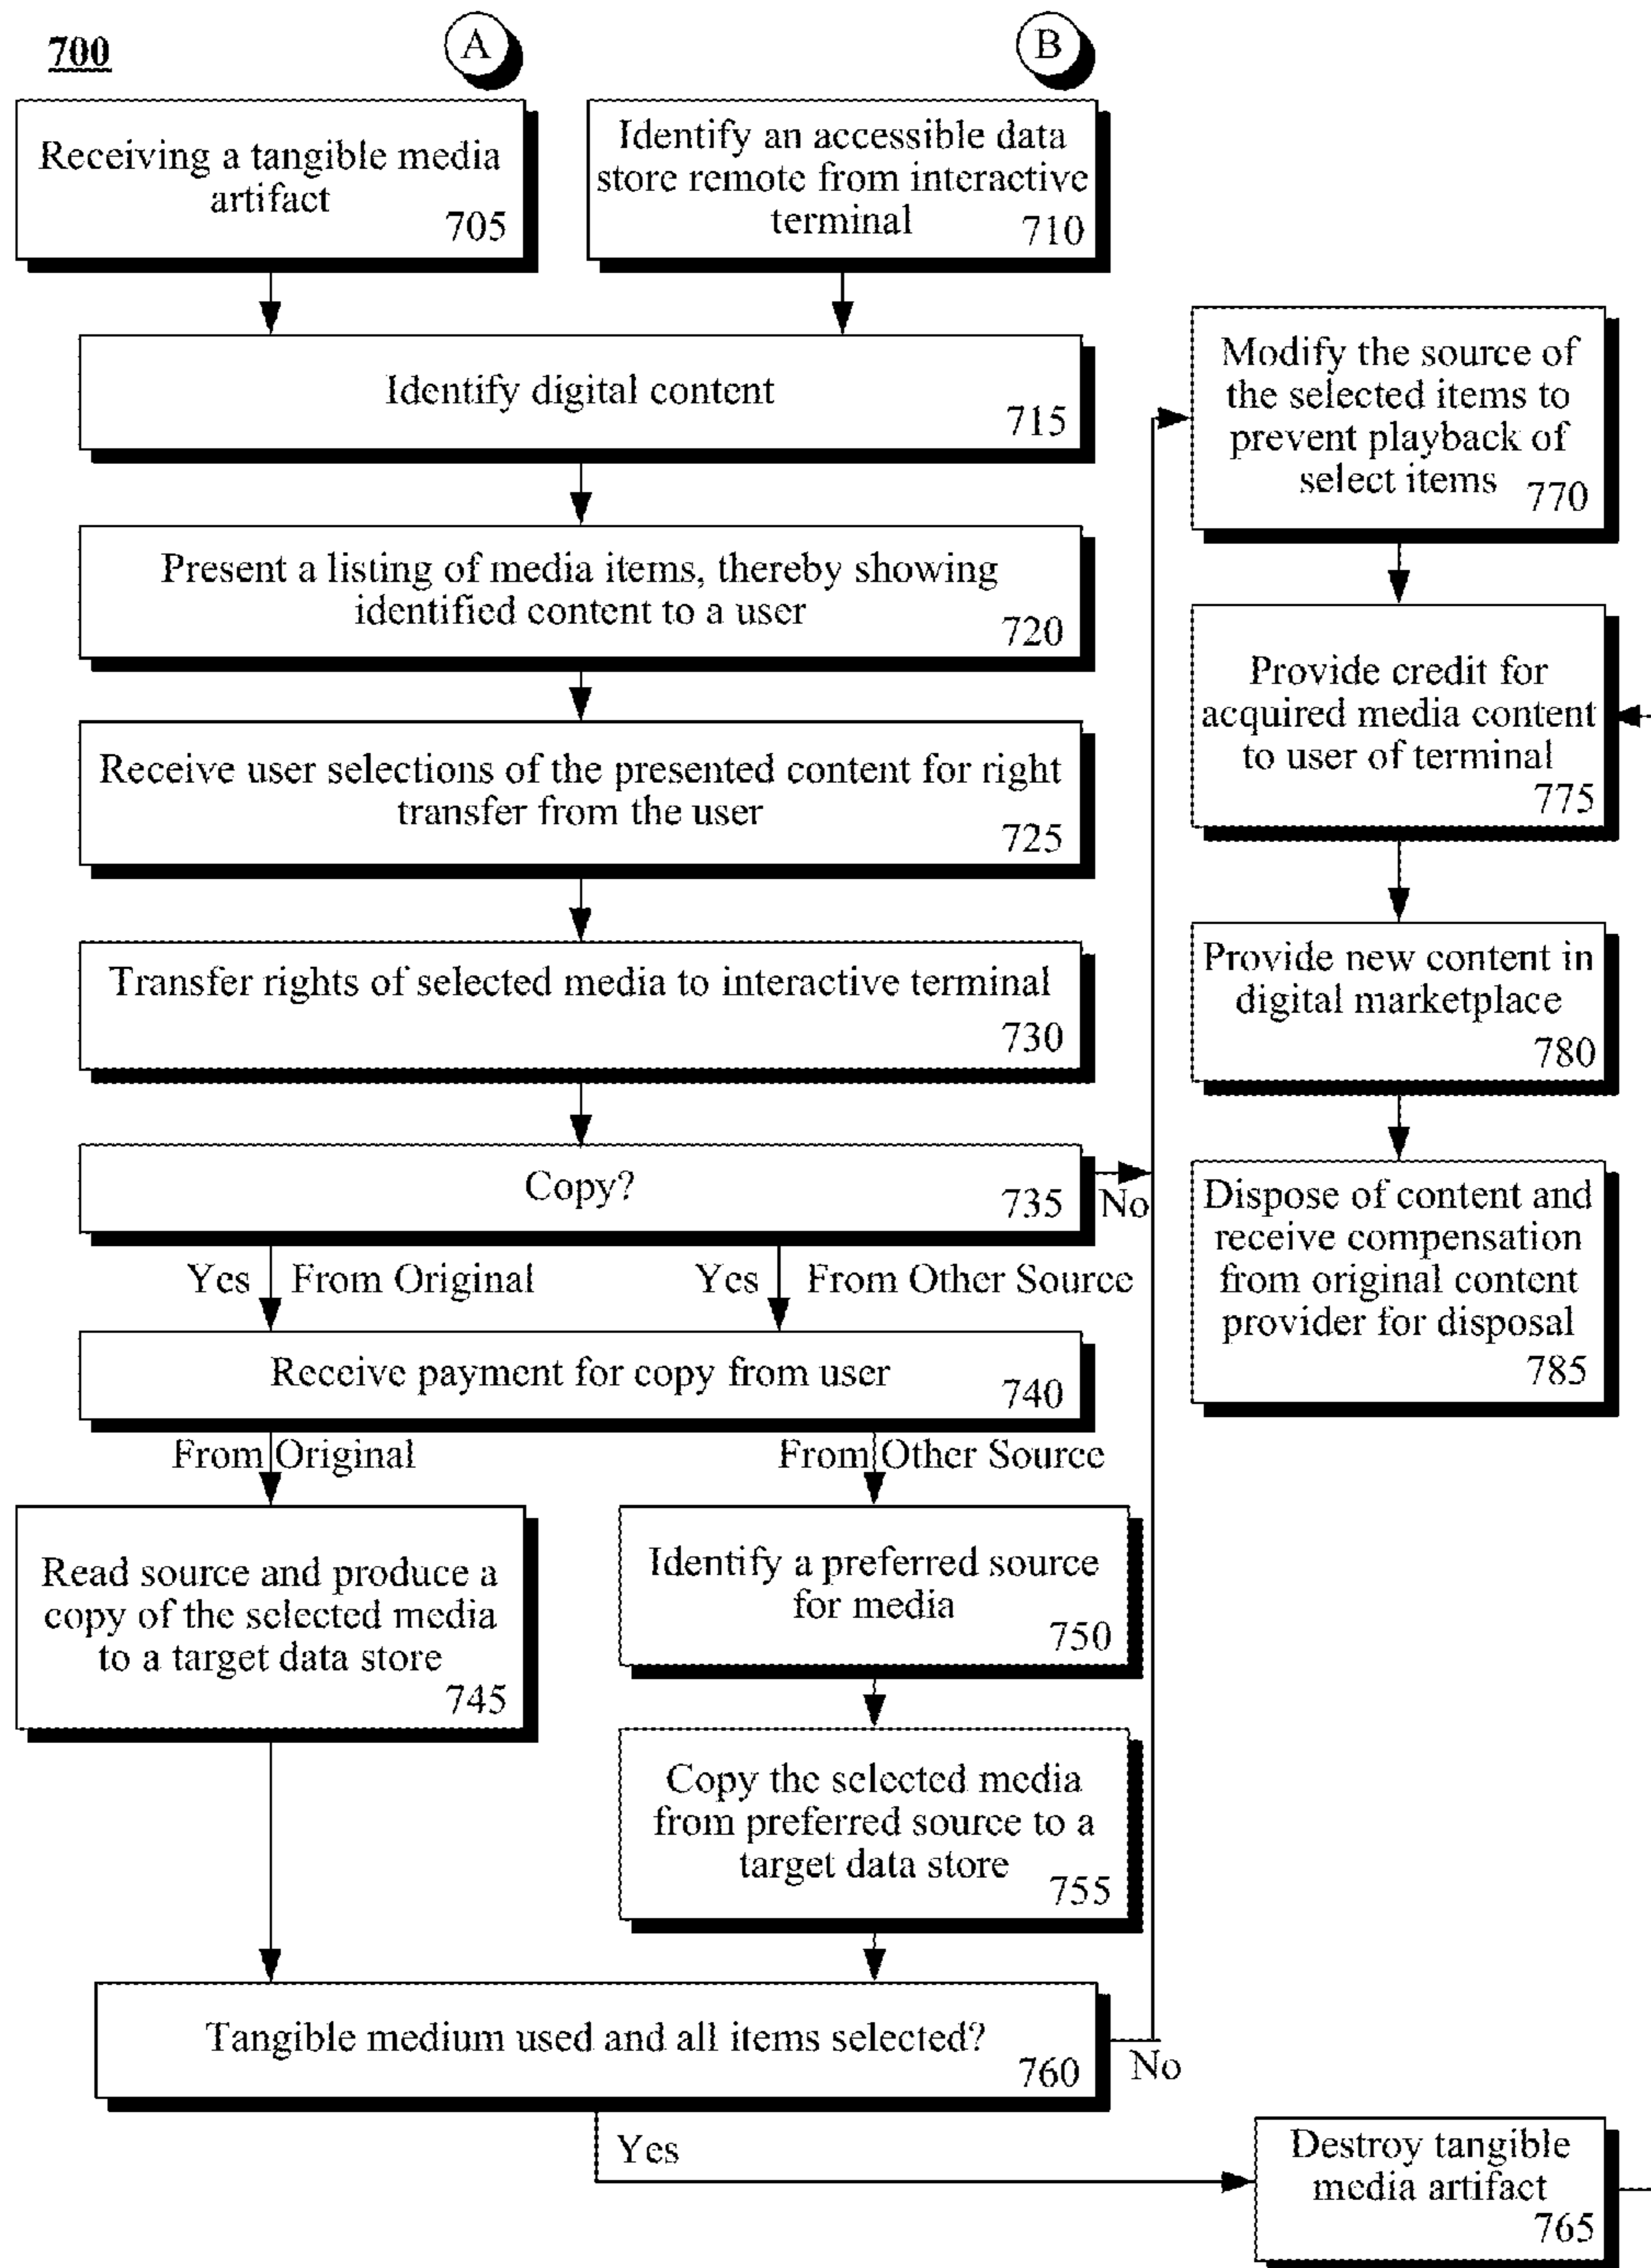 700
A
B
Receiving a tangible media
artifact
705
Identify an accessible data
store remote from interactive
terminal
710
Identify digital content
715
Present a listing of media items, thereby showing
identified content to a user
720
Receive user selections of the presented content for right
transfer from the user
725
Transfer rights of selected media to interactive terminal
730
Copy?
735
No
Yes
From Original
Yes
From Other Source
Receive payment for copy from user
740
From Original
From Other Source
Read source and produce a
copy of the selected media
to a target data store
745
Identify a preferred source
for media
750
Copy the selected media
from preferred source to a
target data store
755
Tangible medium used and all items selected?
760
No
Yes
Destroy tangible
media artifact
765
Modify the source of
the selected items to
prevent playback of
select items
770
Provide credit for
acquired media content
to user of terminal
775
Provide new content in
digital marketplace
780
Dispose of content and
receive compensation
from original content
provider for disposal
785